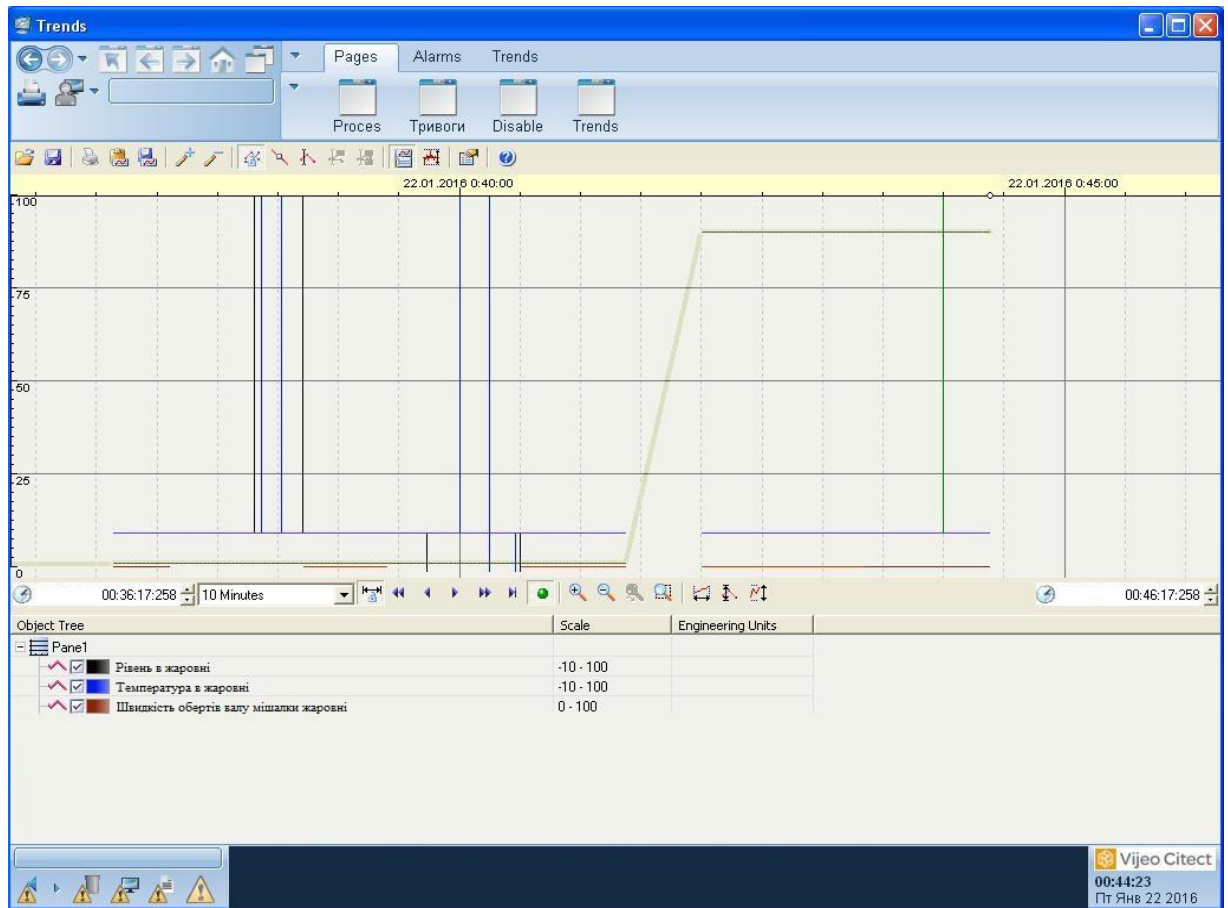 Trends
Pages Alarms Trends
Proces Тривоги Disable Trends
22.01.2016 0:40:00 22.01.2016 0:45:00
100
75
50
25
0
00:36:17:258 10 Minutes 00:46:17:258
Object Tree Scale Engineering Units
Pane1
Рівень в жаровні -10 - 100
Температура в жаровні -10 - 100
Швидкість обертів валу мішалки жаровні 0 - 100
Vijeo Citect
00:44:23
Пт Янв 22 2016